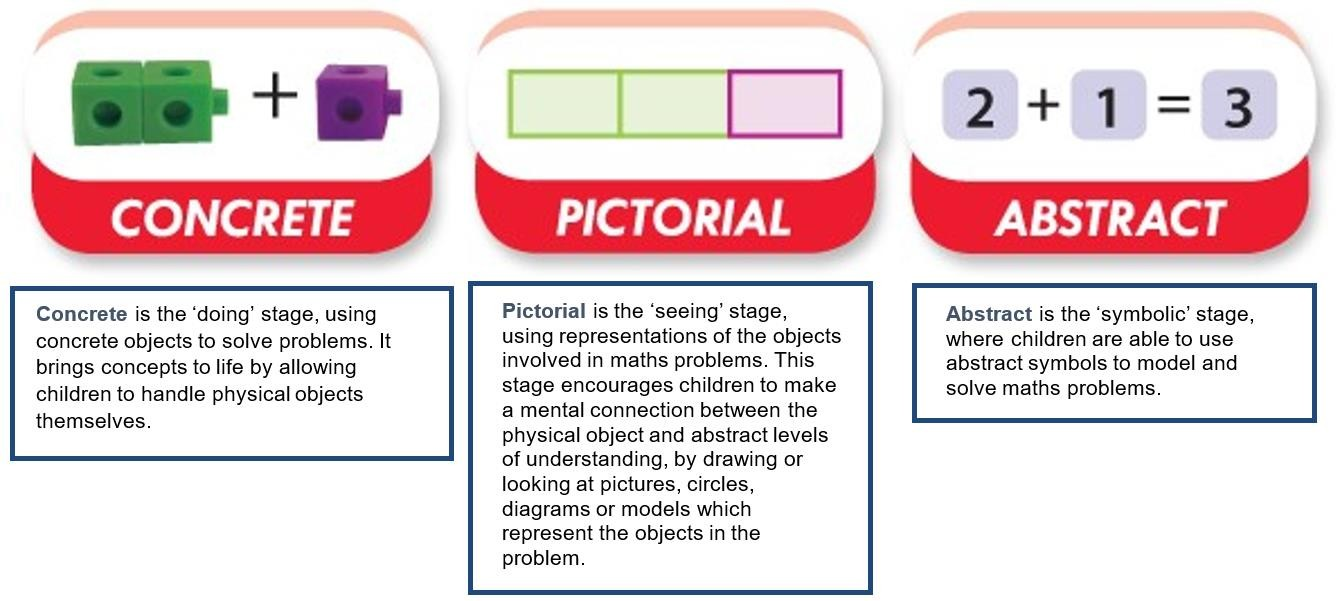 +
2 + 1 = 3
CONCRETE
PICTORIAL
ABSTRACT
Concrete is the ‘doing’ stage, using
concrete objects to solve problems. It
brings concepts to life by allowing
children to handle physical objects
themselves.
Pictorial is the ‘seeing’ stage,
using representations of the objects
involved in maths problems. This
stage encourages children to make
a mental connection between the
physical object and abstract levels
of understanding, by drawing or
looking at pictures, circles,
diagrams or models which
represent the objects in the
problem.
Abstract is the ‘symbolic’ stage,
where children are able to use
abstract symbols to model and
solve maths problems.